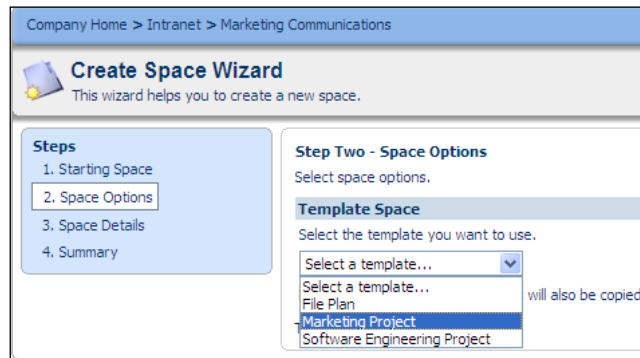 Company Home > Intranet > Marketing Communications
Create Space Wizard
This wizard helps you to create a new space.
Steps
1. Starting Space
2. Space Options
3. Space Details
4. Summary
Step Two - Space Options
Select space options.
Template Space
Select the template you want to use.
Select a template...
Select a template...
File Plan
will also be copied
Marketing Project
Software Engineering Project